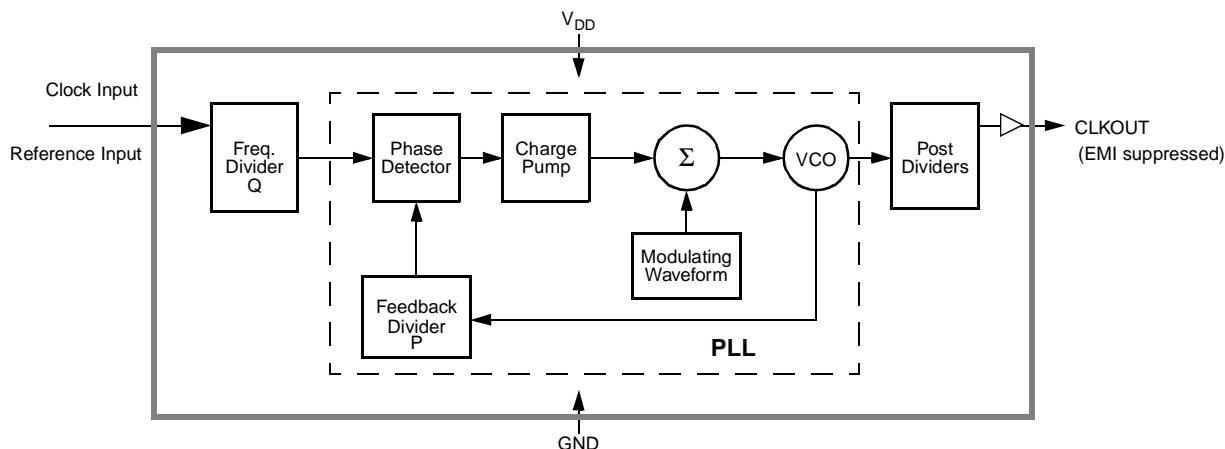 V_DD
Clock Input
Reference Input
Freq.
Divider
Q
Phase
Detector
Charge
Pump
Σ
VCO
Post
Dividers
CLKOUT
(EMI suppressed)
Modulating
Waveform
Feedback
Divider
P
PLL
GND